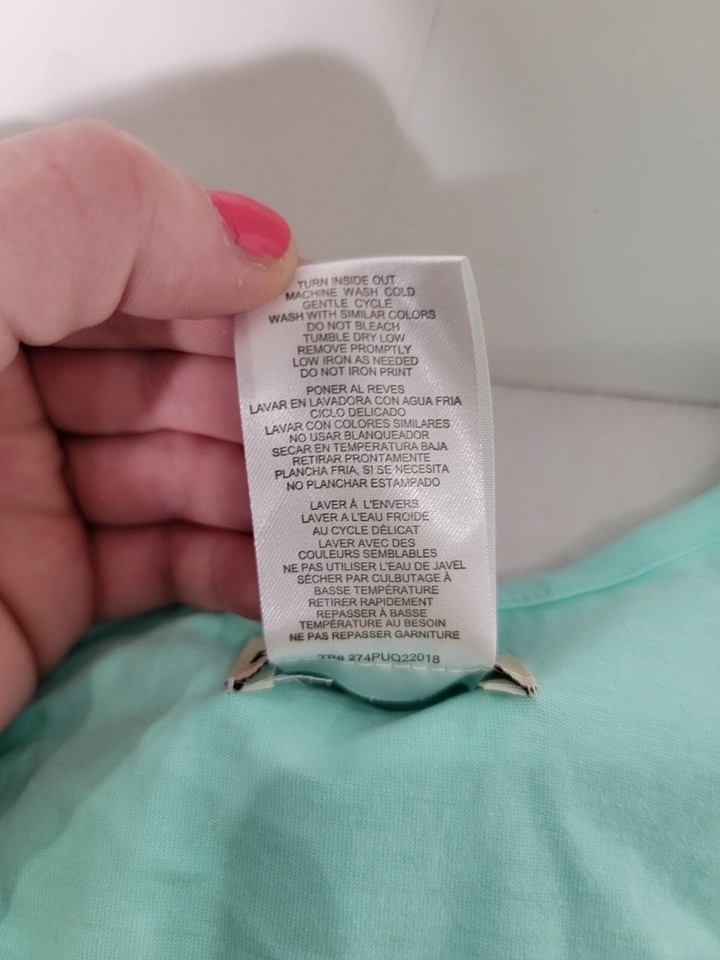 TURN INSIDE OUT
MACHINE WASH COLD
GENTLE CYCLE
WASH WITH SIMILAR COLORS
DO NOT BLEACH
TUMBLE DRY LOW
REMOVE PROMPTLY
LOW IRON AS NEEDED
DO NOT IRON PRINT
PONER AL REVES
LAVAR EN LAVADORA CON AGUA FRIA
CICLO DELICADO
LAVAR CON COLORES SIMILARES
NO USAR BLANQUEADOR
SECAR EN TEMPERATURA BAJA
RETIRAR PRONTAMENTE
PLANCHA FRIA, SI SE NECESITA
NO PLANCHAR ESTAMPADO
LAVER À L'ENVERS
LAVER A L'EAU FROIDE
AU CYCLE DÉLICAT
LAVER AVEC DES
COULEURS SEMBLABLES
NE PAS UTILISER L'EAU DE JAVEL
SÉCHER PAR CULBUTAGE À
BASSE TEMPÉRATURE
RETIRER RAPIDEMENT
REPASSER À BASSE
TEMPÉRATURE AU BESOIN
NE PAS REPASSER GARNITURE
TP# 274PUQ22018